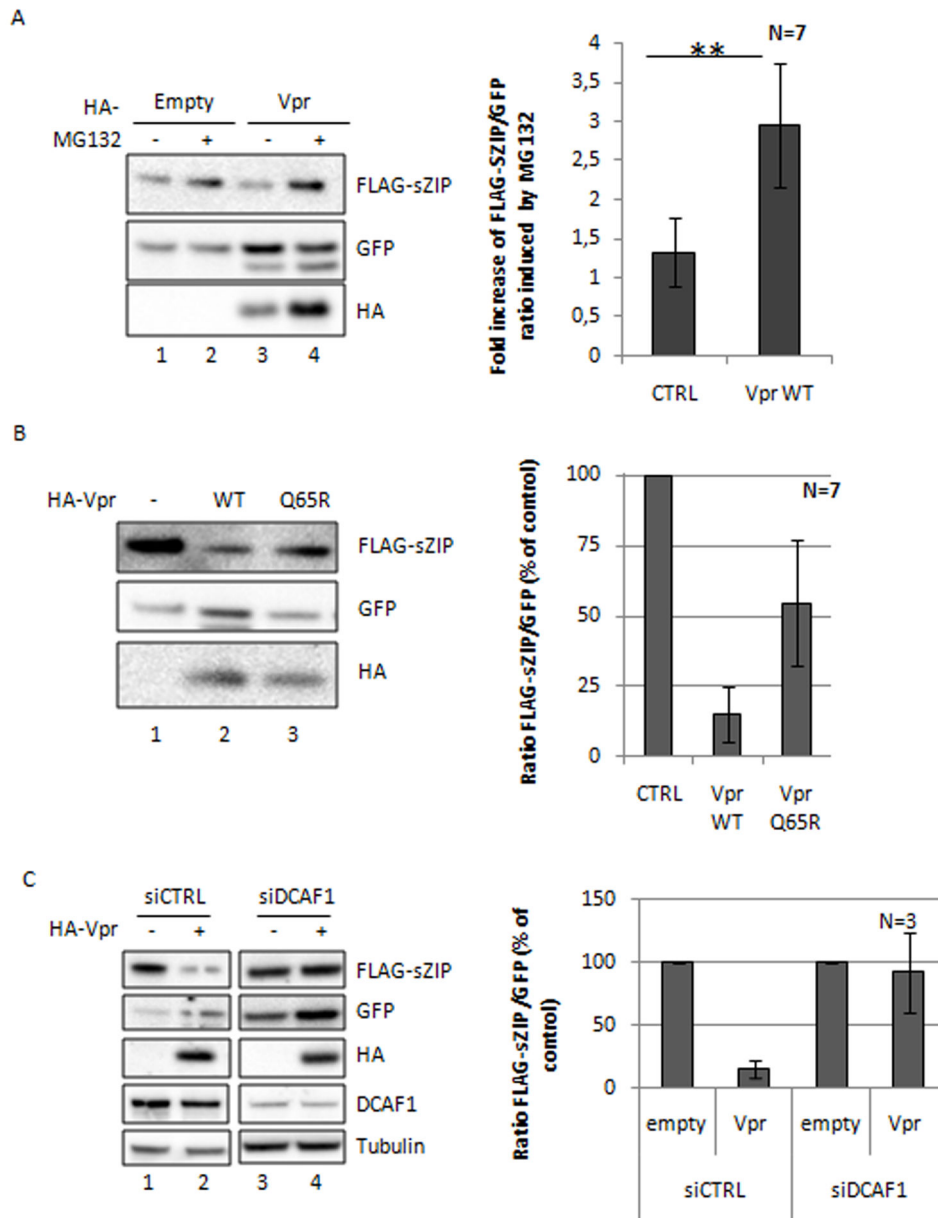 A
HA- Empty Vpr
MG132 - + - +
FLAG-sZIP
GFP
HA
1 2 3 4
Fold increase of FLAG-SZIP/GFP
ratio induced by MG132
N=7
**
4
3,5
3
2,5
2
1,5
1
0,5
0
CTRL Vpr WT
B
HA-Vpr - WT Q65R
FLAG-sZIP
GFP
HA
1 2 3
Ratio FLAG-sZIP/GFP (% of control)
N=7
100
75
50
25
0
CTRL Vpr WT Vpr Q65R
C
siCTRL siDCAF1
HA-Vpr - + - +
FLAG-sZIP
GFP
HA
DCAF1
Tubulin
1 2 3 4
Ratio FLAG-sZIP/GFP (% of
control)
N=3
150
100
50
0
empty Vpr empty Vpr
siCTRL siDCAF1